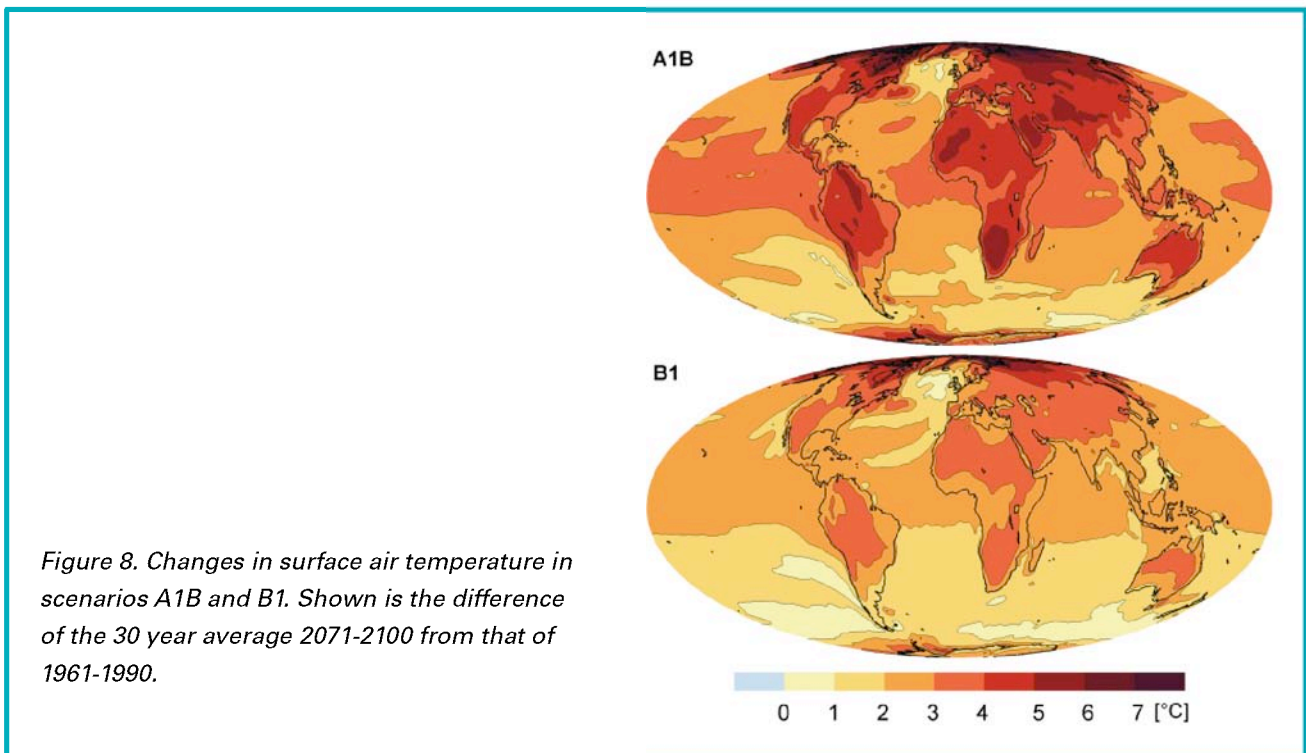 A1B
B1
Figure 8. Changes in surface air temperature in
scenarios A1B and B1. Shown is the difference
of the 30 year average 2071-2100 from that of
1961-1990.
0 1 2 3 4 5 6 7 [°C]